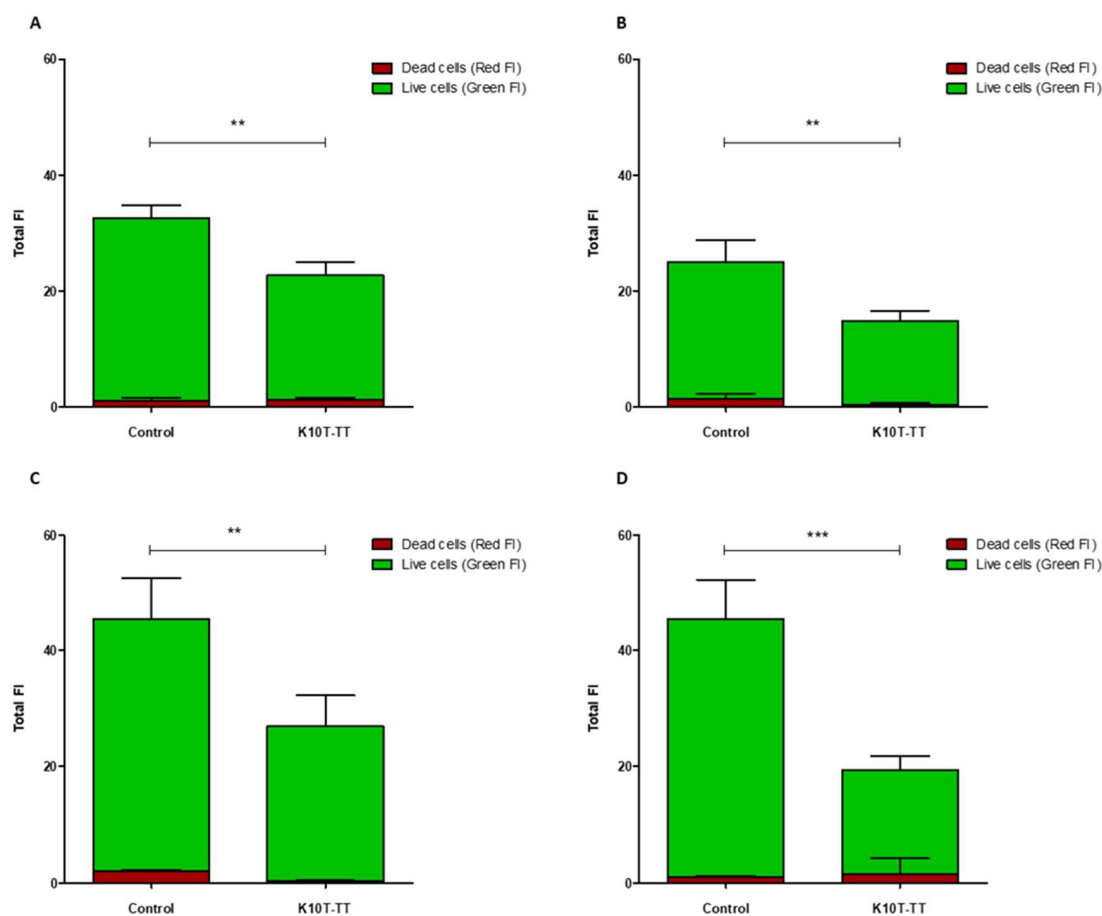 A
60
40
20
0
Total FI
Dead cells (Red FI)
Live cells (Green FI)
**
Control
K10T-TT
B
60
40
20
0
Total FI
Dead cells (Red FI)
Live cells (Green FI)
**
Control
K10T-TT
C
60
40
20
0
Total FI
Dead cells (Red FI)
Live cells (Green FI)
**
Control
K10T-TT
D
60
40
20
0
Total FI
Dead cells (Red FI)
Live cells (Green FI)
***
Control
K10T-TT